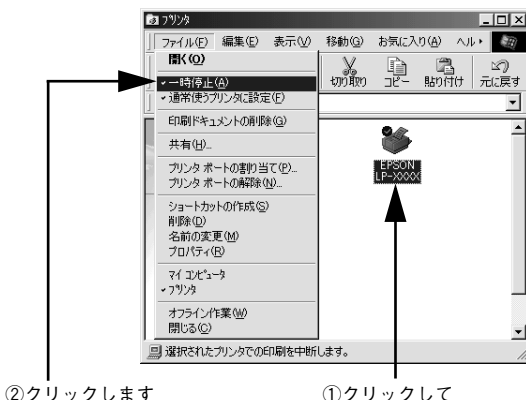 プリンタ
ファイル(F) 編集(E) 表示(V) 移動(G) お気に入り(A) ヘル
開く(O)
一時停止(A)
通常使うプリンタに設定(F)
印刷ドキュメントの削除(G)
共有(H)...
プリンタ ポートの割り当て(P)...
プリンタ ポートの解除(N)...
ショートカットの作成(S)
削除(D)
名前の変更(M)
プロパティ(R)
マイ コンピュータ
プリンタ
オフライン作業(W)
閉じる(C)
切り取り コピー 貼り付け 元に戻す
EPSON
LP-XXXX
選択されたプリンタでの印刷を中断します。
②クリックします ①クリックして